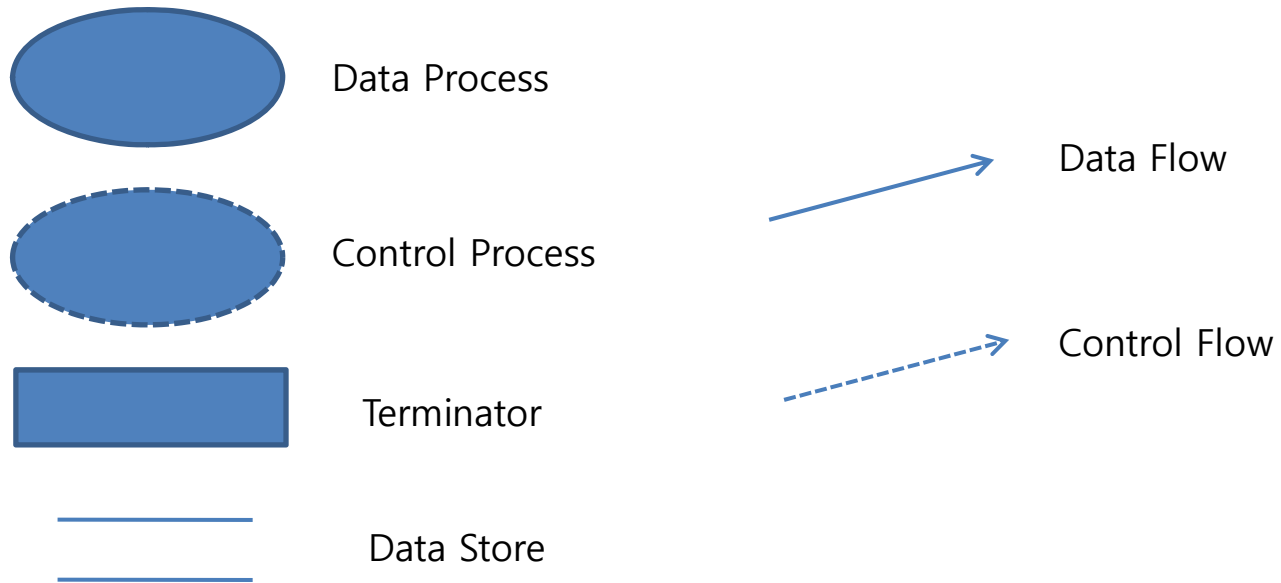 Data Process
Data Flow
Control Process
Control Flow
Terminator
Data Store